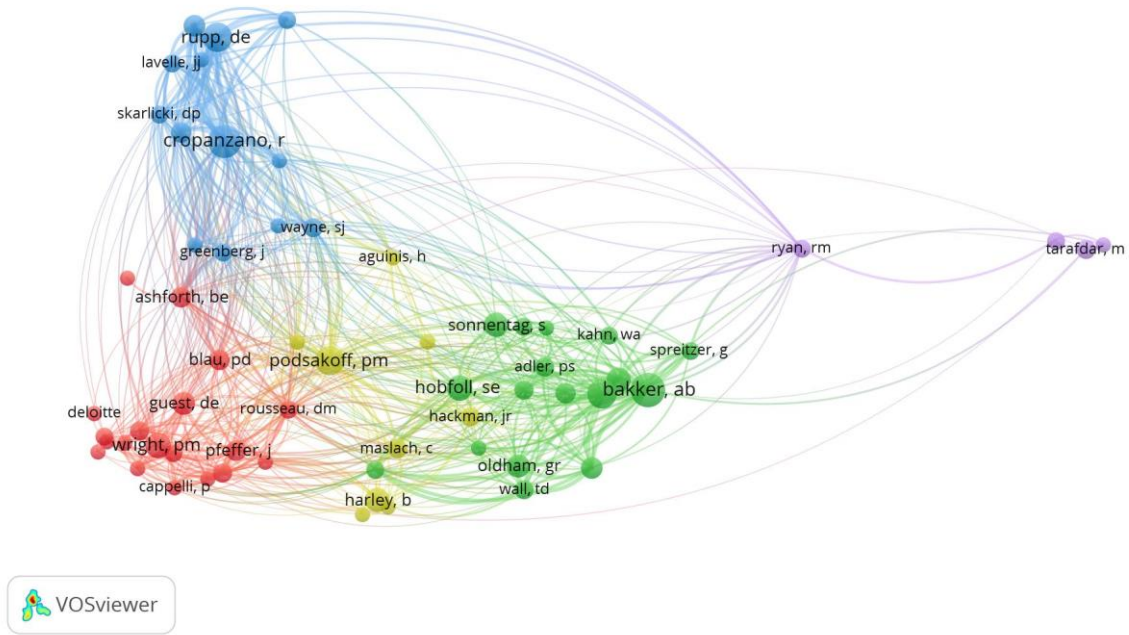 rupp, de
lavelle, jj
skarlicki, dp
cropanzano, r
wayne, sj
greenberg, j
aguinis, h
ryan, rm
tarafdar, m
ashforth, be
sonnentag, s
kahn, wa
spreitzer, g
blau, pd
podsakoff, pm
adler, ps
hobfoll, se
bakker, ab
deloitte
guest, de
rousseau, dm
hackman, jr
wright, pm
pfeffer, j
maslach, c
oldham, gr
cappelli, p
wall, td
harley, b
VOSviewer